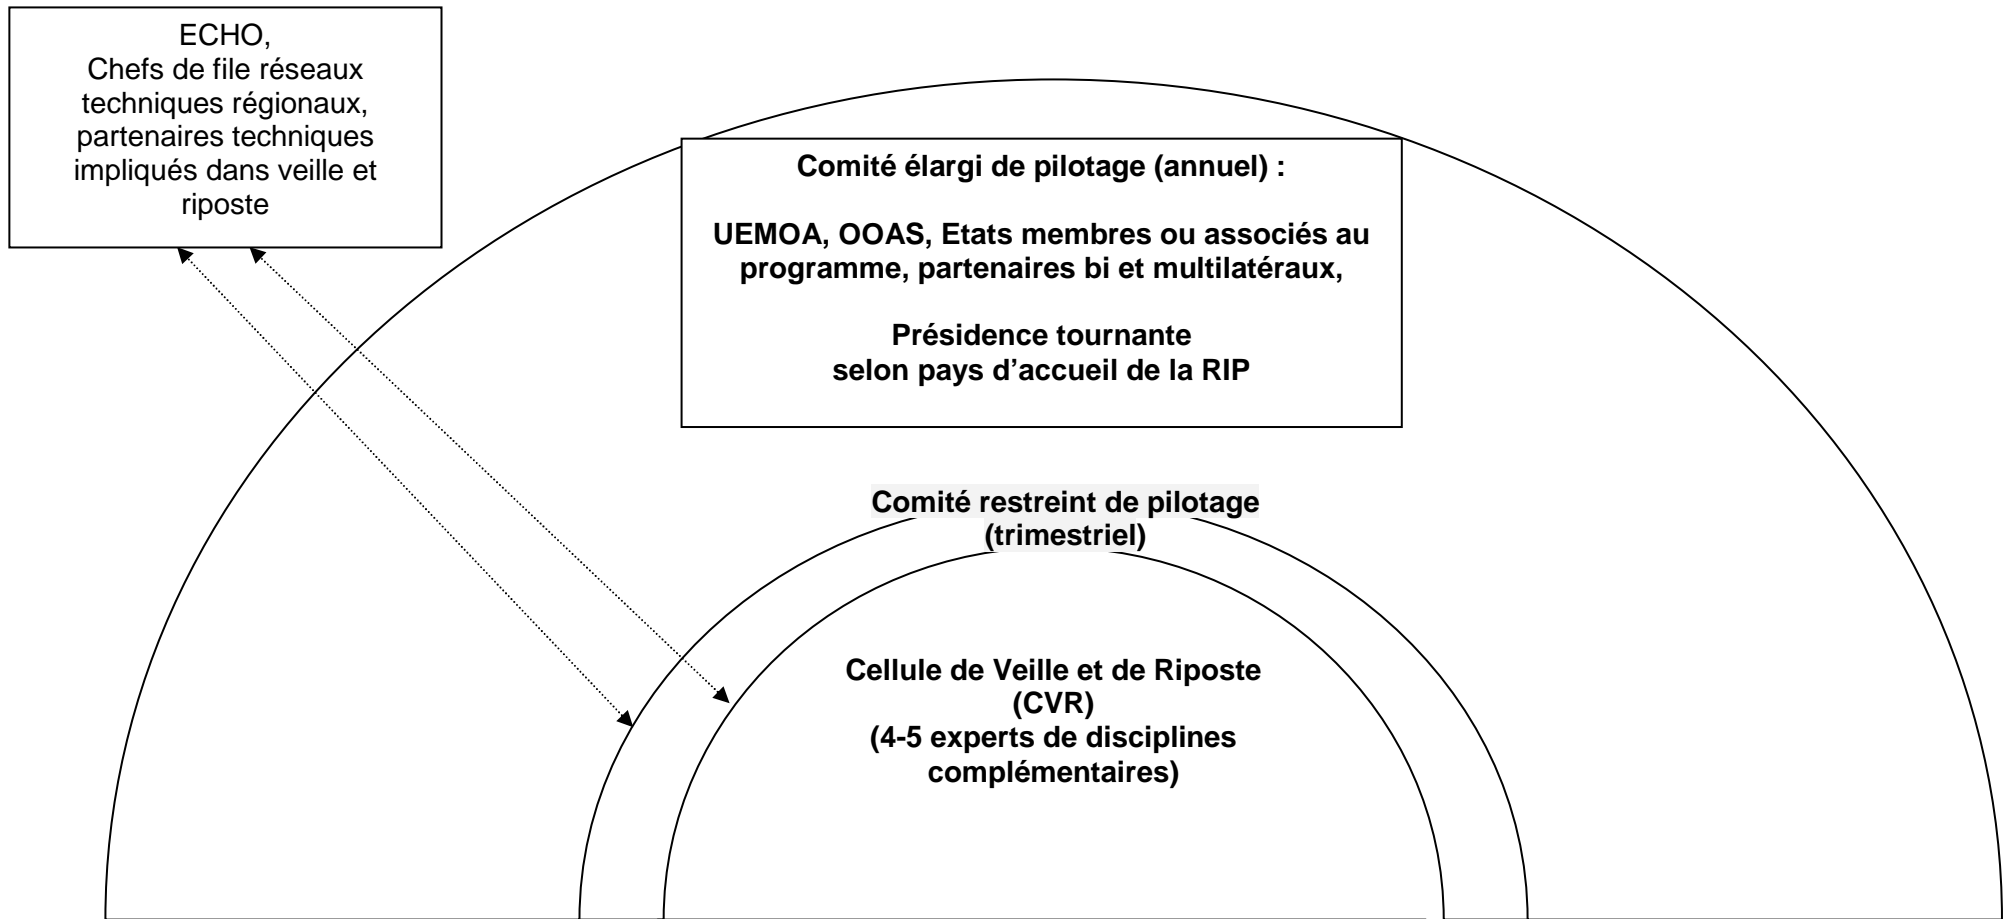 ECHO,
Chefs de file réseaux
techniques régionaux,
partenaires techniques
impliqués dans veille et
riposte
Comité élargi de pilotage (annuel) :
UEMOA, OOAS, Etats membres ou associés au
programme, partenaires bi et multilatéraux,
Présidence tournante
selon pays d’accueil de la RIP
Comité restreint de pilotage
(trimestriel)
Cellule de Veille et de Riposte
(CVR)
(4-5 experts de disciplines
complémentaires)